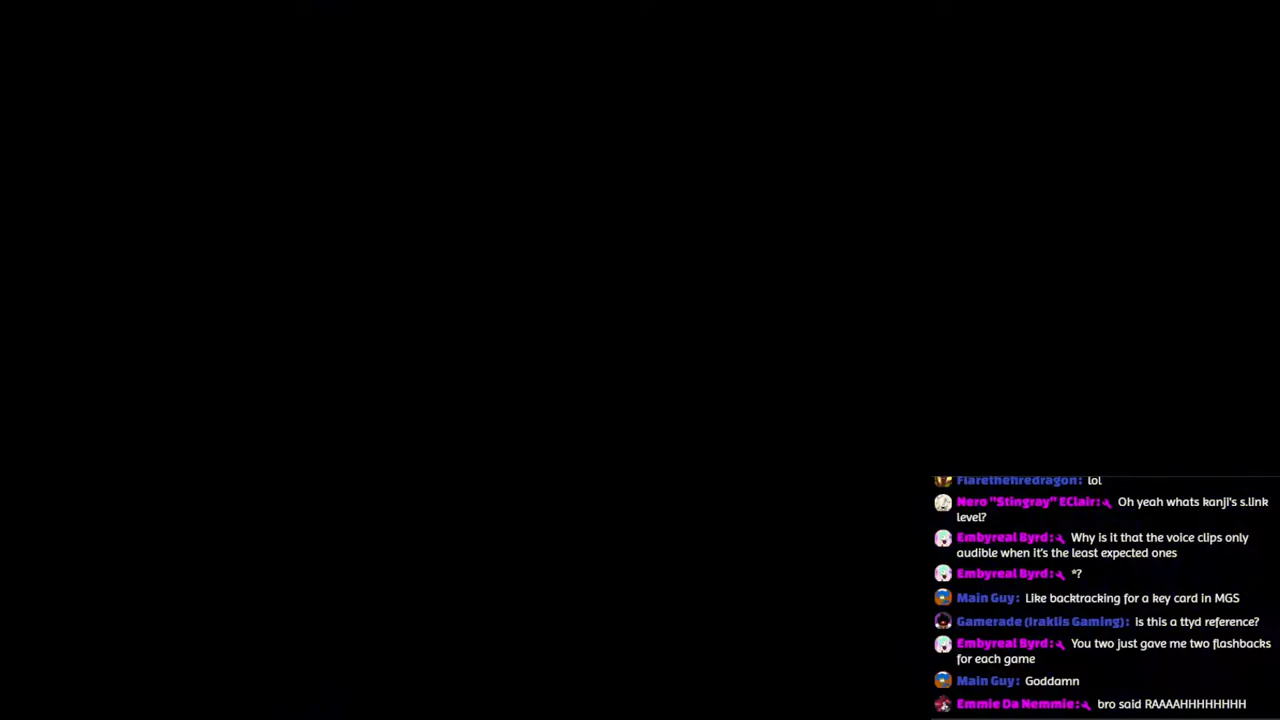 Flarethefiredragon: lol
Nero "Stingray" EClair: Oh yeah whats kanji's s.link
level?
Embyreal Byrd: Why is it that the voice clips only
audible when it's the least expected ones
Embyreal Byrd: *?
Main Guy: Like backtracking for a key card in MGS
Gamerade (Iraklis Gaming): is this a ttyd reference?
Embyreal Byrd: You two just gave me two flashbacks
for each game
Main Guy: Goddamn
Emmie Da Nemmie: bro said RAAAAHHHHHHHH